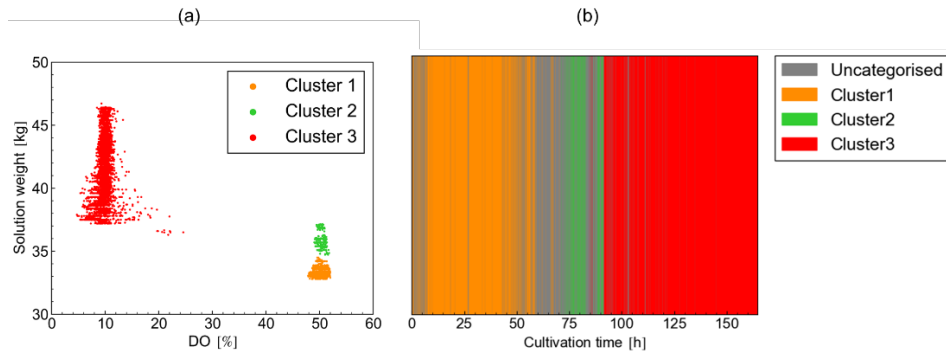 (a)
(b)
50
45
40
35
30
Solution weight [kg]
0 10 20 30 40 50 60
DO [%]
Cluster 1
Cluster 2
Cluster 3
0 25 50 75 100 125 150
Cultivation time [h]
Uncategorised
Cluster1
Cluster2
Cluster3